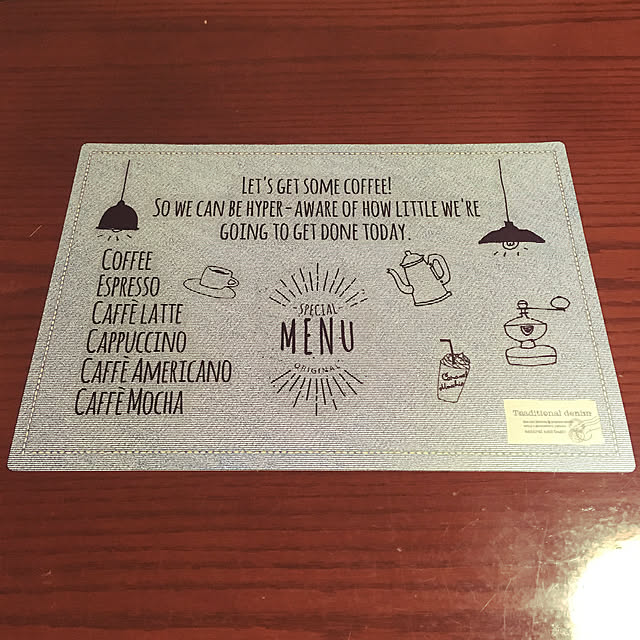 LET'S GET SOME COFFEE!
SO WE CAN BE HYPER-AWARE OF HOW LITTLE WE'RE
GOING TO GET DONE TODAY.
COFFEE
ESPRESSO
CAFFÈ LATTE
CAPPUCCINO
CAFFÈ AMERICANO
CAFFÈ MOCHA
SPECIAL
MENU
ORIGINAL
Traditional denim